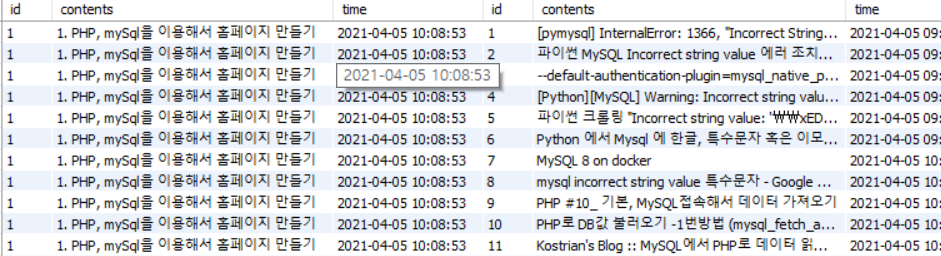 id contents time id contents time
1 1. PHP, mySql을 이용해서 홈페이지 만들기 2021-04-05 10:08:53 1 [pymysql] InternalError: 1366, "Incorrect String... 2021-04-05 09:
1 1. PHP, mySql을 이용해서 홈페이지 만들기 2021-04-05 10:08:53 2 파이썬 MySQL Incorrect string value 에러 조치... 2021-04-05 09:
1 1. PHP, mySql을 이용해서 홈페이지 만들기 2021-04-05 10:08:53 --default-authentication-plugin=mysql_native_p... 2021-04-05 09:
1 1. PHP, mySql을 이용해서 홈페이지 만들기 2021-04-05 10:08:53 4 [Python][MySQL] Warning: Incorrect string valu... 2021-04-05 09:
1 1. PHP, mySql을 이용해서 홈페이지 만들기 2021-04-05 10:08:53 5 파이썬 크롤링 "Incorrect string value: '₩₩xED... 2021-04-05 09:
1 1. PHP, mySql을 이용해서 홈페이지 만들기 2021-04-05 10:08:53 6 Python 에서 Mysql 에 한글, 특수문자 혹은 이모... 2021-04-05 09:
1 1. PHP, mySql을 이용해서 홈페이지 만들기 2021-04-05 10:08:53 7 MySQL 8 on docker 2021-04-05 10:
1 1. PHP, mySql을 이용해서 홈페이지 만들기 2021-04-05 10:08:53 8 mysql incorrect string value 특수문자 - Google ... 2021-04-05 10:
1 1. PHP, mySql을 이용해서 홈페이지 만들기 2021-04-05 10:08:53 9 PHP #10_ 기본, MySQL접속해서 데이터 가져오기 2021-04-05 10:
1 1. PHP, mySql을 이용해서 홈페이지 만들기 2021-04-05 10:08:53 10 PHP로 DB값 불러오기 -1번방법 (mysql_fetch_a... 2021-04-05 10:
1 1. PHP, mySql을 이용해서 홈페이지 만들기 2021-04-05 10:08:53 11 Kostrian's Blog :: MySQL에서 PHP로 데이터 읽... 2021-04-05 10: